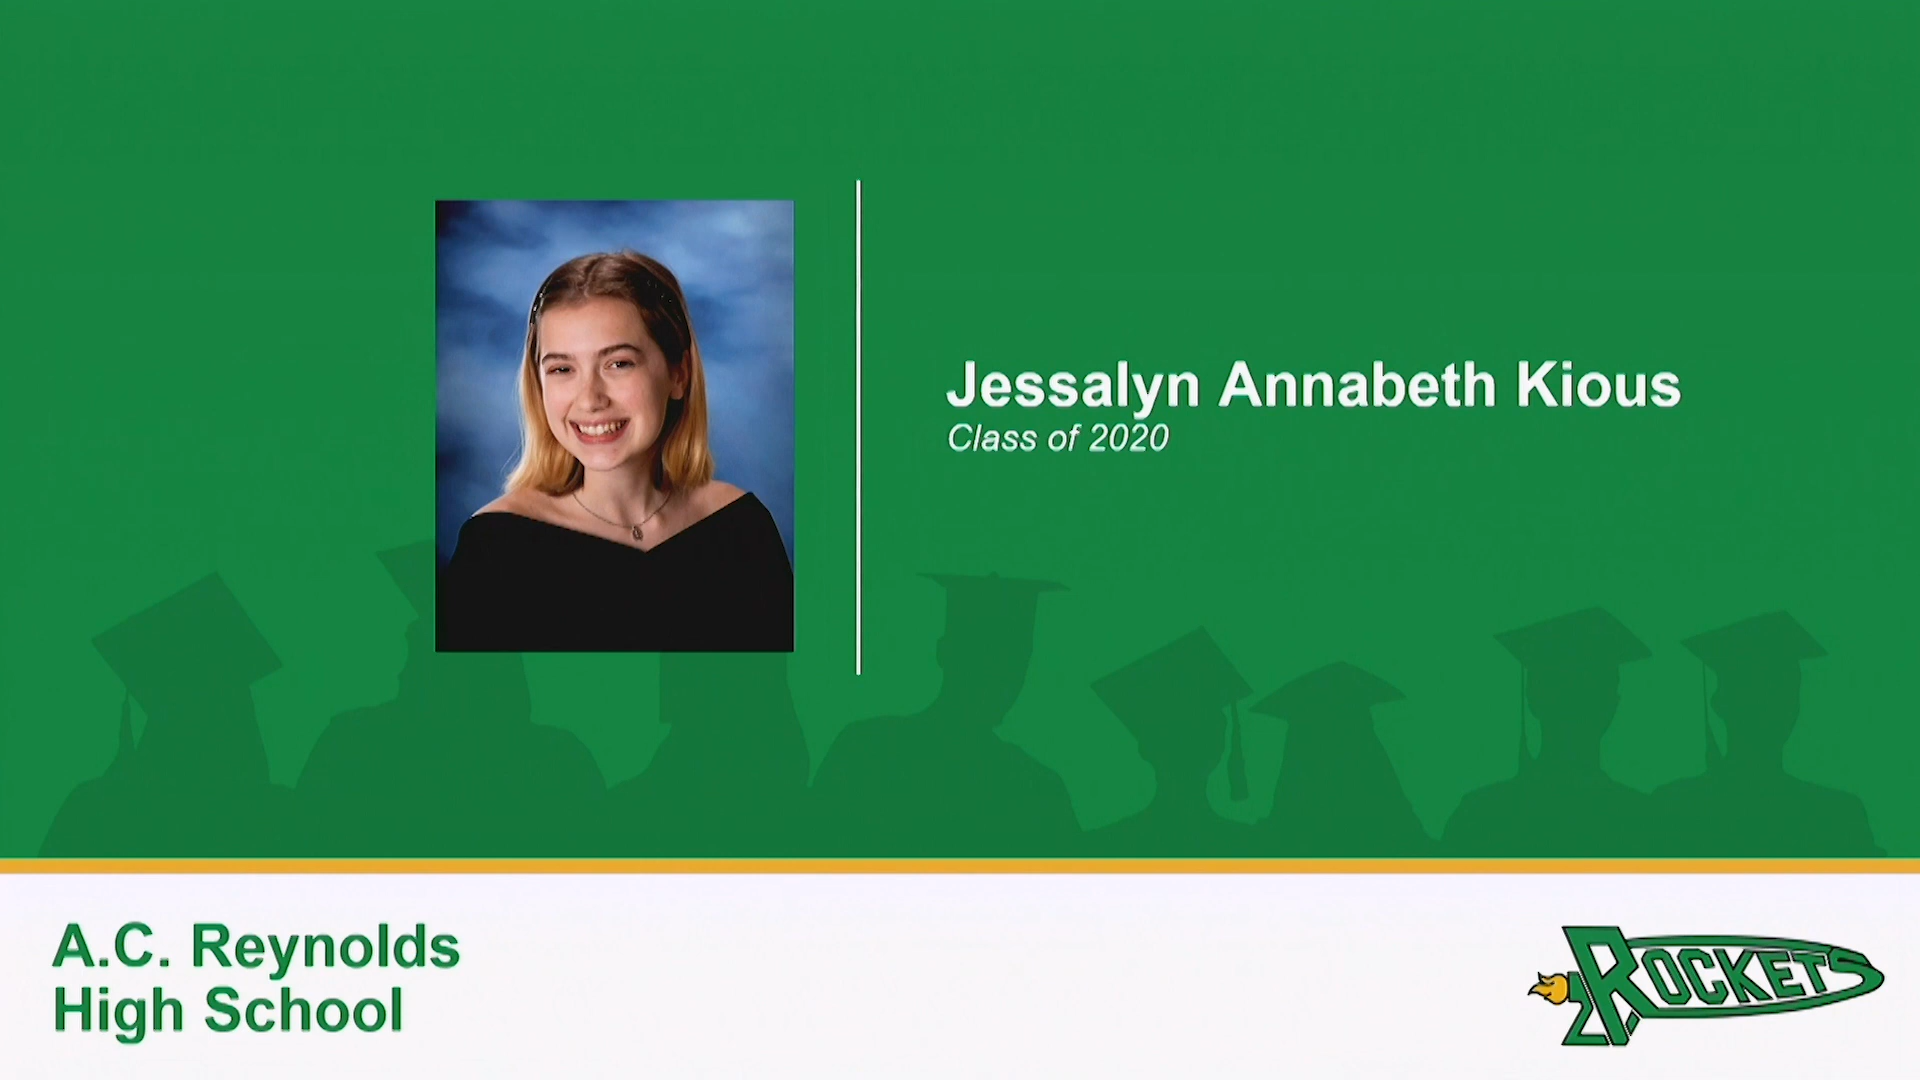 Jessalyn Annabeth Kious
Class of 2020
A.C. Reynolds
High School
ROCKETS